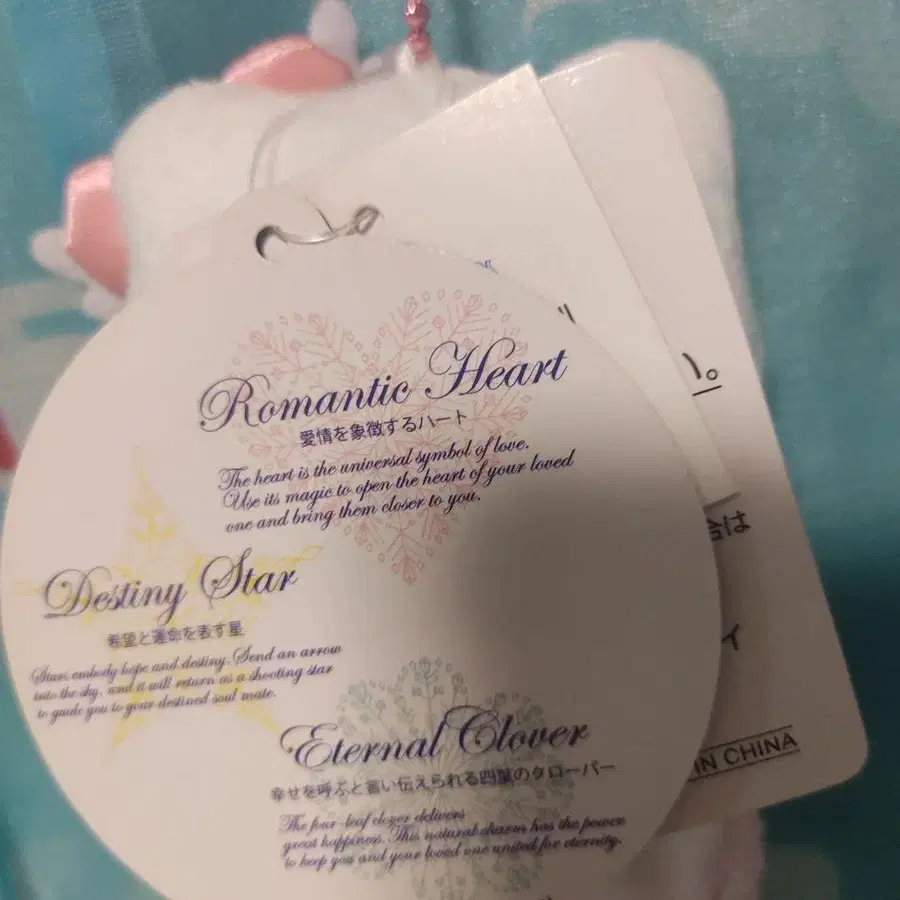 Romantic Heart
愛情を象徴するハート
The heart is the universal symbol of love.
Use its magic to open the heart of your loved
one and bring them closer to you.
Destiny Star
希望と運命を表す星
Stars embody hope and destiny. Send an arrow
into the sky, and it will return as a shooting star
to guide you to your destined soul mate.
Eternal Clover
幸せを呼ぶと言い伝えられる四葉のクローバー
The four-leaf clover delivers
great happiness. This natural charm has the power
to keep you and your loved one united for eternity.
い。
合は
イ
IN CHINA